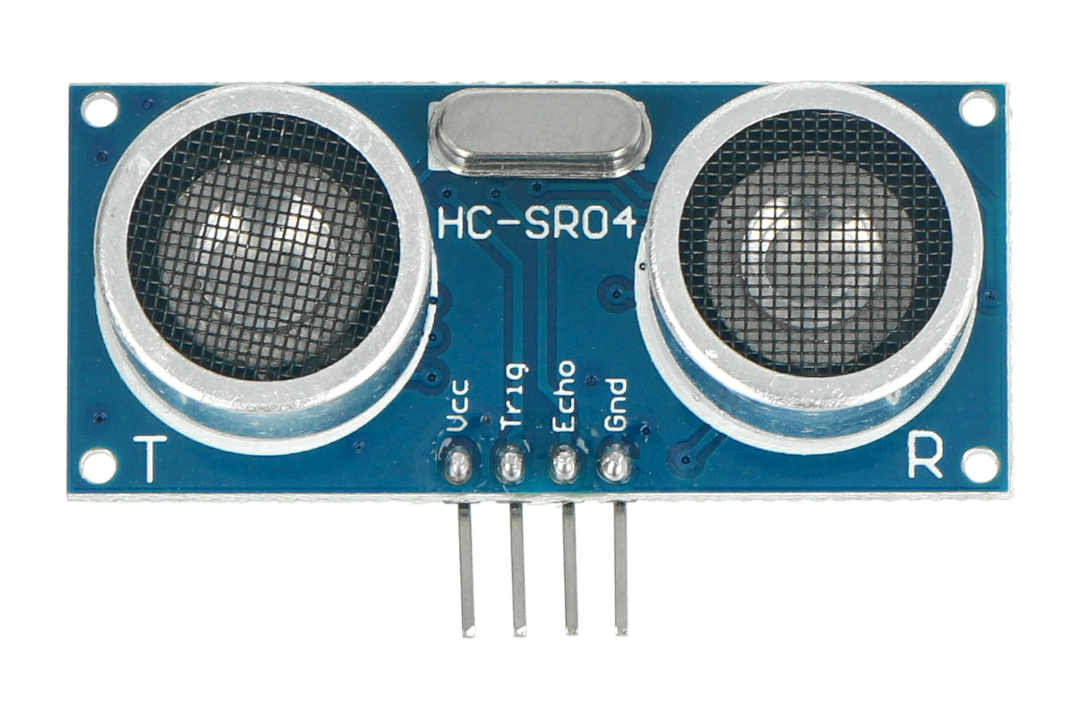 HC-SR04
Vcc
Trig
Echo
Gnd
T
R